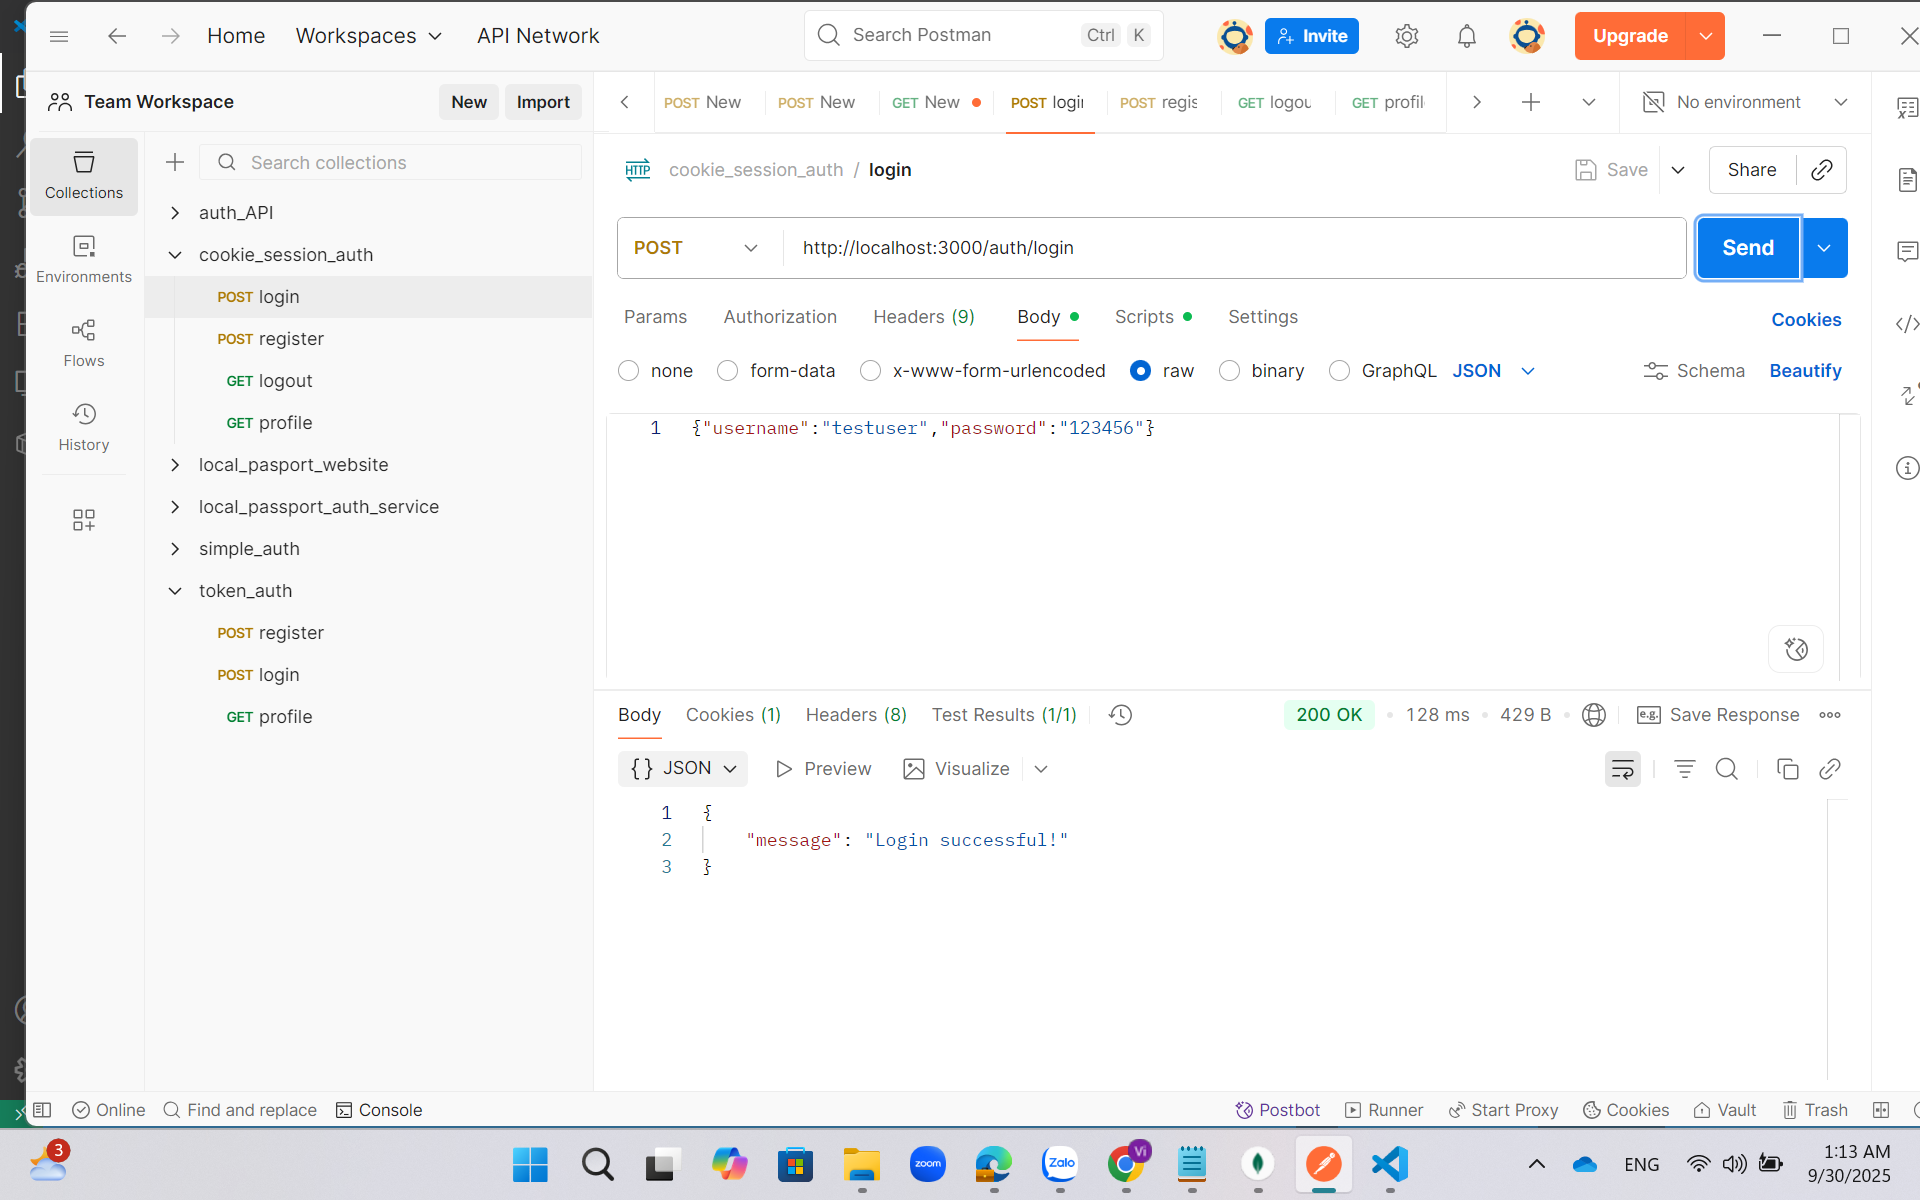 Home
Workspaces
API Network
Search Postman
Ctrl K
Invite
Upgrade
Team Workspace
New
Import
POST New
POST New
GET New
POST login
POST regis
GET logou
GET profil
No environment
Collections
Environments
Flows
History
Search collections
auth_API
cookie_session_auth
POST login
POST register
GET logout
GET profile
local_pasport_website
local_passport_auth_service
simple_auth
token_auth
POST register
POST login
GET profile
HTTP cookie_session_auth / login
Save
Share
POST http://localhost:3000/auth/login
Send
Params Authorization Headers (9) Body Scripts Settings
Cookies
none form-data x-www-form-urlencoded raw binary GraphQL JSON
Schema Beautify
1 {"username":"testuser","password":"123456"}
Body Cookies (1) Headers (8) Test Results (1/1)
200 OK • 128 ms • 429 B
e.g. Save Response
{} JSON Preview Visualize
1 {
2 "message": "Login successful!"
3 }
Online Find and replace Console
Postbot Runner Start Proxy Cookies Vault Trash
3
zoom
Zalo
Vi
ENG
1:13 AM
9/30/2025